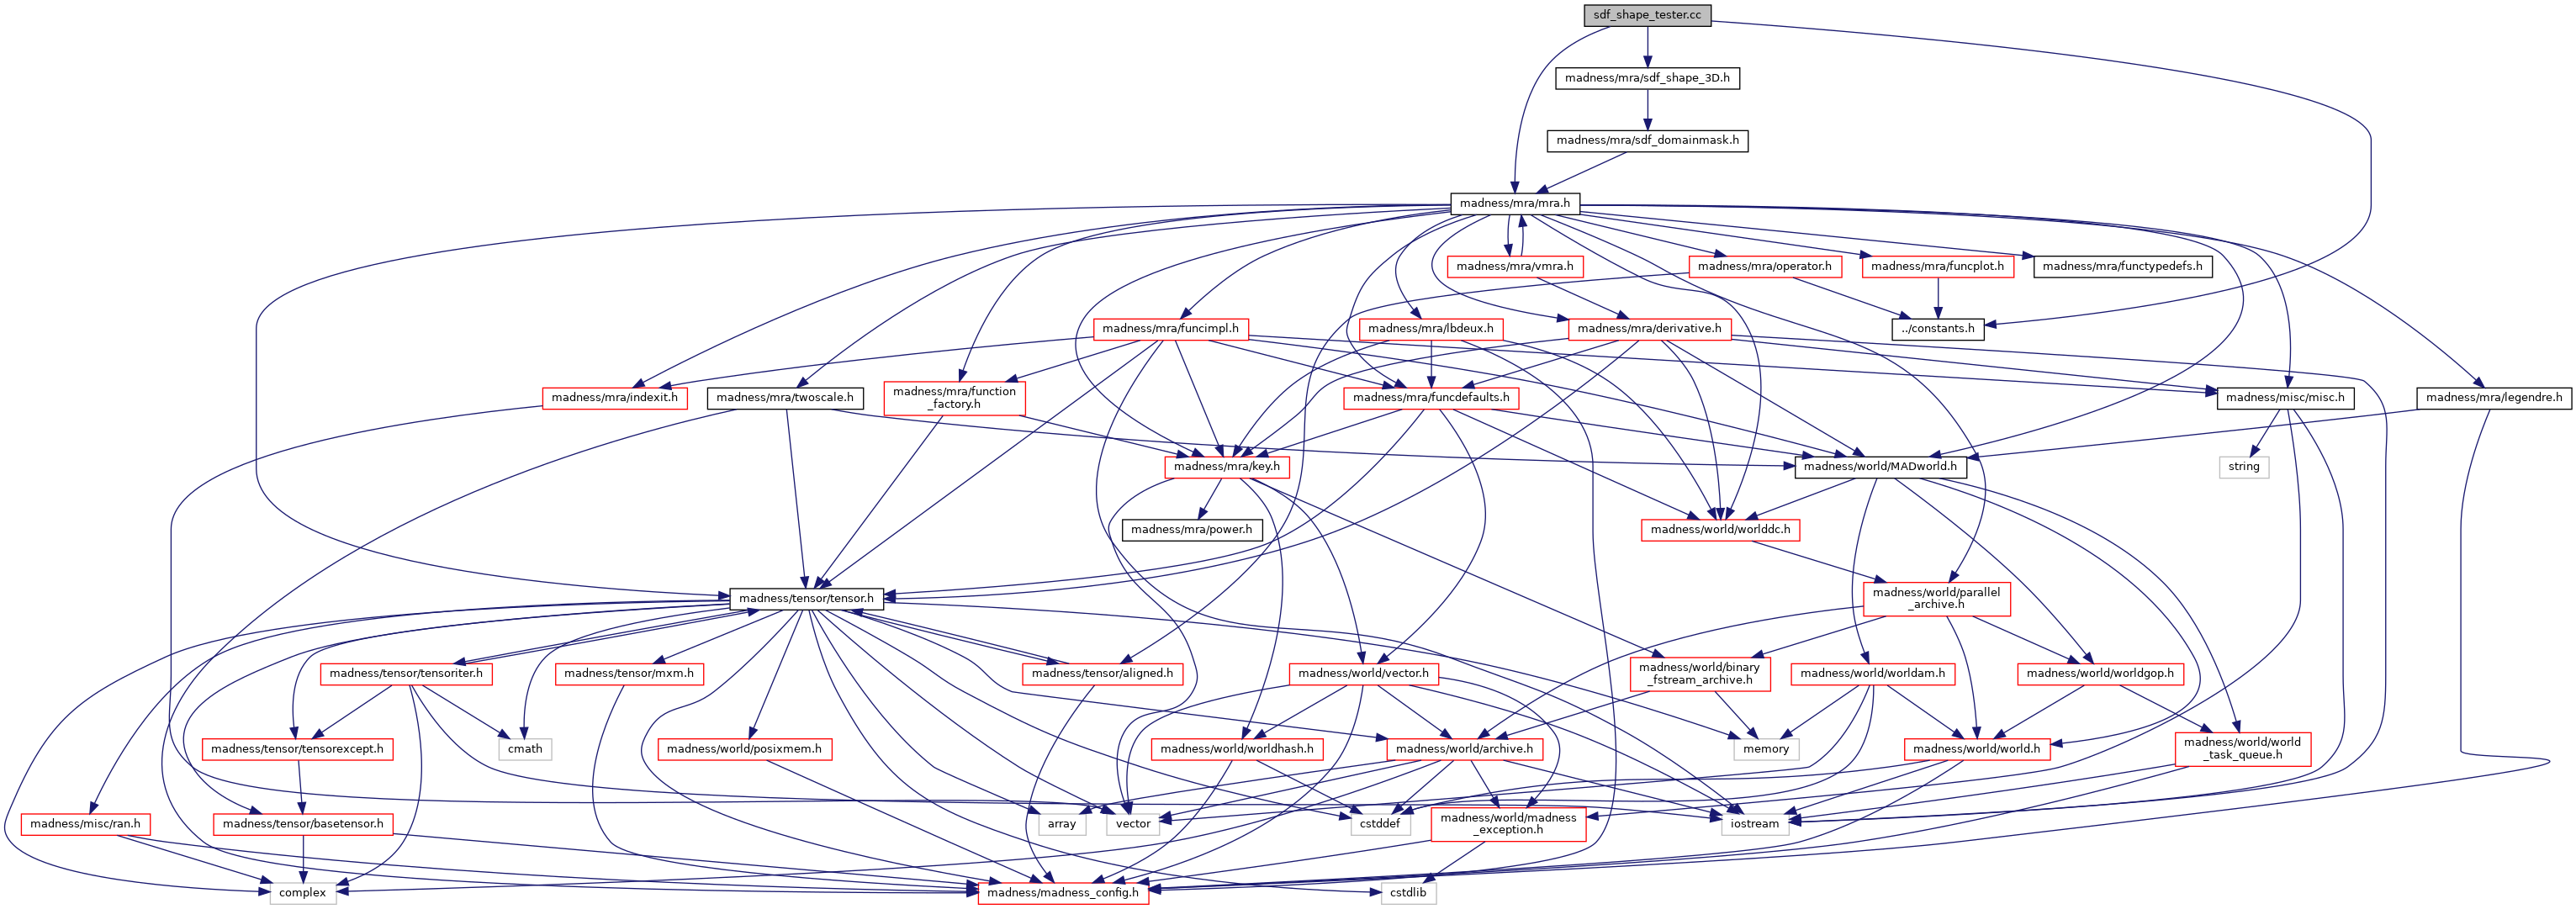 sdf_shape_tester.cc
madness/mra/sdf_shape_3D.h
madness/mra/sdf_domainmask.h
madness/mra/mra.h
madness/mra/vmra.h
madness/mra/operator.h
madness/mra/funcplot.h
madness/mra/functypedefs.h
madness/mra/funcimpl.h
madness/mra/lbdeux.h
madness/mra/derivative.h
../constants.h
madness/mra/indexit.h
madness/mra/twoscale.h
madness/mra/function
_factory.h
madness/mra/funcdefaults.h
madness/misc/misc.h
madness/mra/legendre.h
madness/mra/key.h
madness/world/MADworld.h
string
madness/mra/power.h
madness/world/worlddc.h
madness/tensor/tensor.h
madness/world/parallel
_archive.h
madness/tensor/tensoriter.h
madness/tensor/mxm.h
madness/tensor/aligned.h
madness/world/vector.h
madness/world/binary
_fstream_archive.h
madness/world/worldam.h
madness/world/worldgop.h
madness/tensor/tensorexcept.h
cmath
madness/world/posixmem.h
madness/world/worldhash.h
madness/world/archive.h
memory
madness/world/world.h
madness/world/world
_task_queue.h
madness/misc/ran.h
madness/tensor/basetensor.h
array
vector
cstddef
madness/world/madness
_exception.h
iostream
complex
madness/madness_config.h
cstdlib